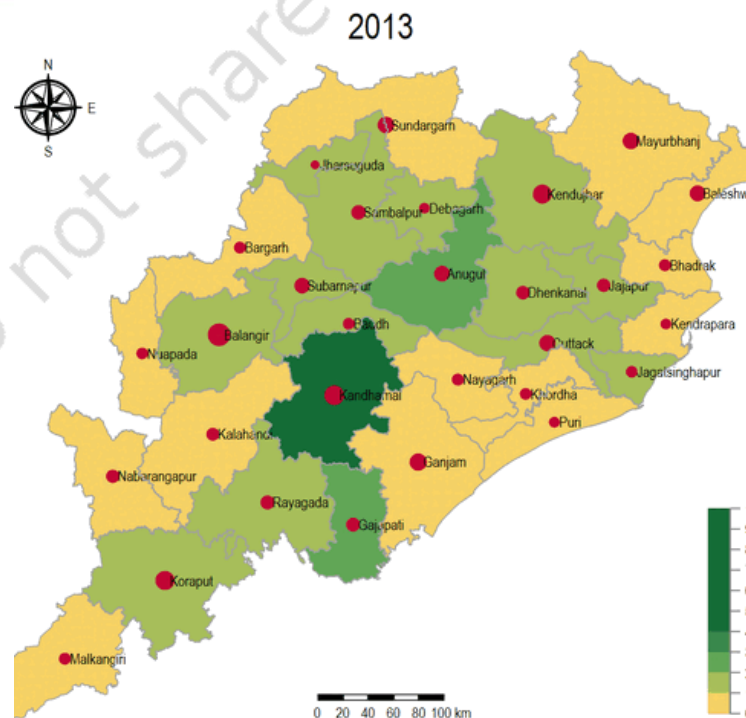 2013
N
E
S
not share
Sundargarh
Mayurbhanj
Jharsuguda
Kendujhar
Baleshw
Sambalpur
Debagarh
Bargarh
Bhadrak
Anugul
Subarnapur
Dhenkanal
Jajapur
Baudh
Kendrapara
Balangir
Cuttack
Nuapada
Jagatsinghapur
Nayagarh
Kandhamal
Khordha
Puri
Kalahandi
Ganjam
Nabarangapur
Rayagada
Gajapati
Koraput
Malkangiri
0 20 40 60 80 100 km